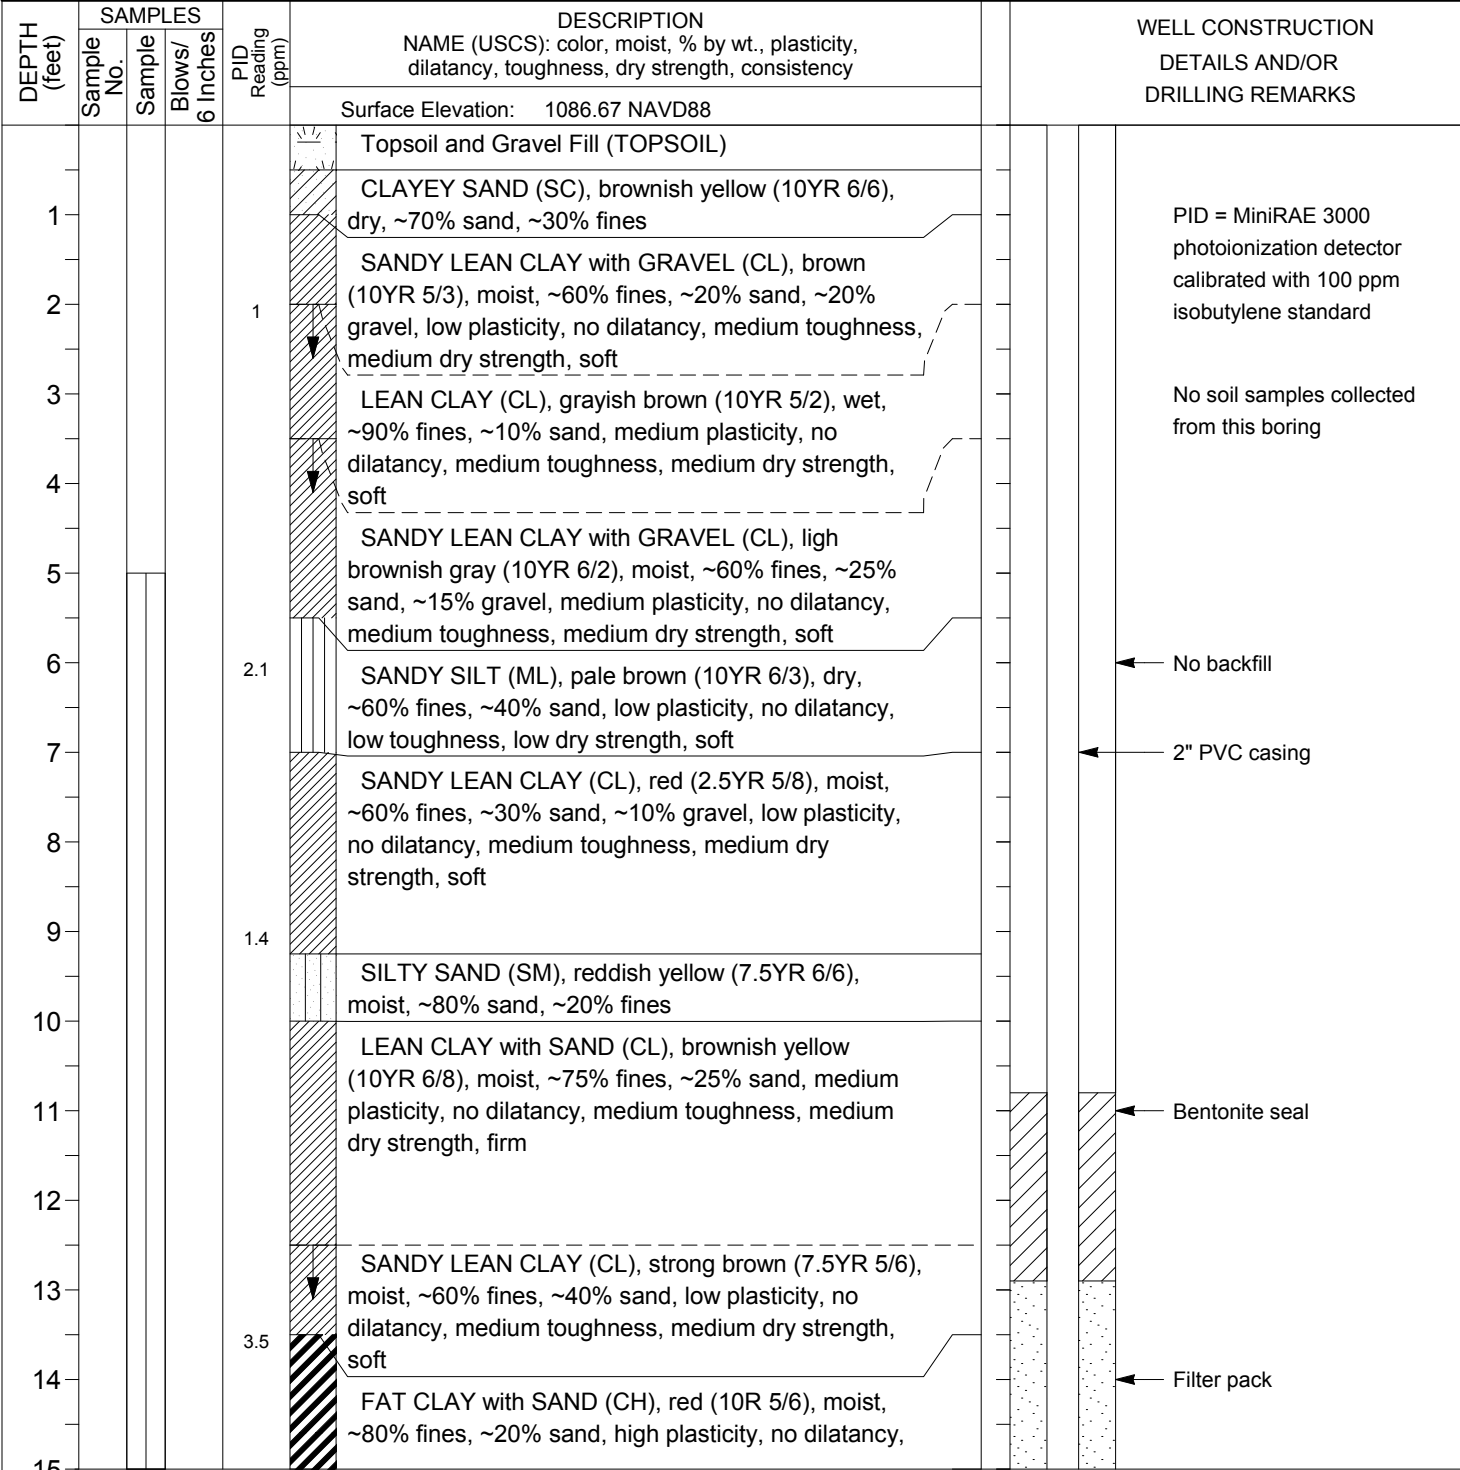 DEPTH
(feet)
SAMPLES
Sample
No.
Sample
Blows/
6 Inches
PID
Reading
(ppm)
DESCRIPTION
NAME (USCS): color, moist, % by wt., plasticity,
dilatancy, toughness, dry strength, consistency
Surface Elevation: 1086.67 NAVD88
WELL CONSTRUCTION
DETAILS AND/OR
DRILLING REMARKS
Topsoil and Gravel Fill (TOPSOIL)
CLAYEY SAND (SC), brownish yellow (10YR 6/6),
dry, ~70% sand, ~30% fines
1
PID = MiniRAE 3000
photoionization detector
calibrated with 100 ppm
isobutylene standard
SANDY LEAN CLAY with GRAVEL (CL), brown
(10YR 5/3), moist, ~60% fines, ~20% sand, ~20%
gravel, low plasticity, no dilatancy, medium toughness,
medium dry strength, soft
2
1
3
LEAN CLAY (CL), grayish brown (10YR 5/2), wet,
~90% fines, ~10% sand, medium plasticity, no
dilatancy, medium toughness, medium dry strength,
soft
No soil samples collected
from this boring
4
SANDY LEAN CLAY with GRAVEL (CL), ligh
brownish gray (10YR 6/2), moist, ~60% fines, ~25%
sand, ~15% gravel, medium plasticity, no dilatancy,
medium toughness, medium dry strength, soft
5
6
2.1
SANDY SILT (ML), pale brown (10YR 6/3), dry,
~60% fines, ~40% sand, low plasticity, no dilatancy,
low toughness, low dry strength, soft
No backfill
7
2" PVC casing
SANDY LEAN CLAY (CL), red (2.5YR 5/8), moist,
~60% fines, ~30% sand, ~10% gravel, low plasticity,
no dilatancy, medium toughness, medium dry
strength, soft
8
9
1.4
SILTY SAND (SM), reddish yellow (7.5YR 6/6),
moist, ~80% sand, ~20% fines
10
LEAN CLAY with SAND (CL), brownish yellow
(10YR 6/8), moist, ~75% fines, ~25% sand, medium
plasticity, no dilatancy, medium toughness, medium
dry strength, firm
11
Bentonite seal
12
SANDY LEAN CLAY (CL), strong brown (7.5YR 5/6),
moist, ~60% fines, ~40% sand, low plasticity, no
dilatancy, medium toughness, medium dry strength,
soft
13
3.5
14
Filter pack
FAT CLAY with SAND (CH), red (10R 5/6), moist,
~80% fines, ~20% sand, high plasticity, no dilatancy,
15